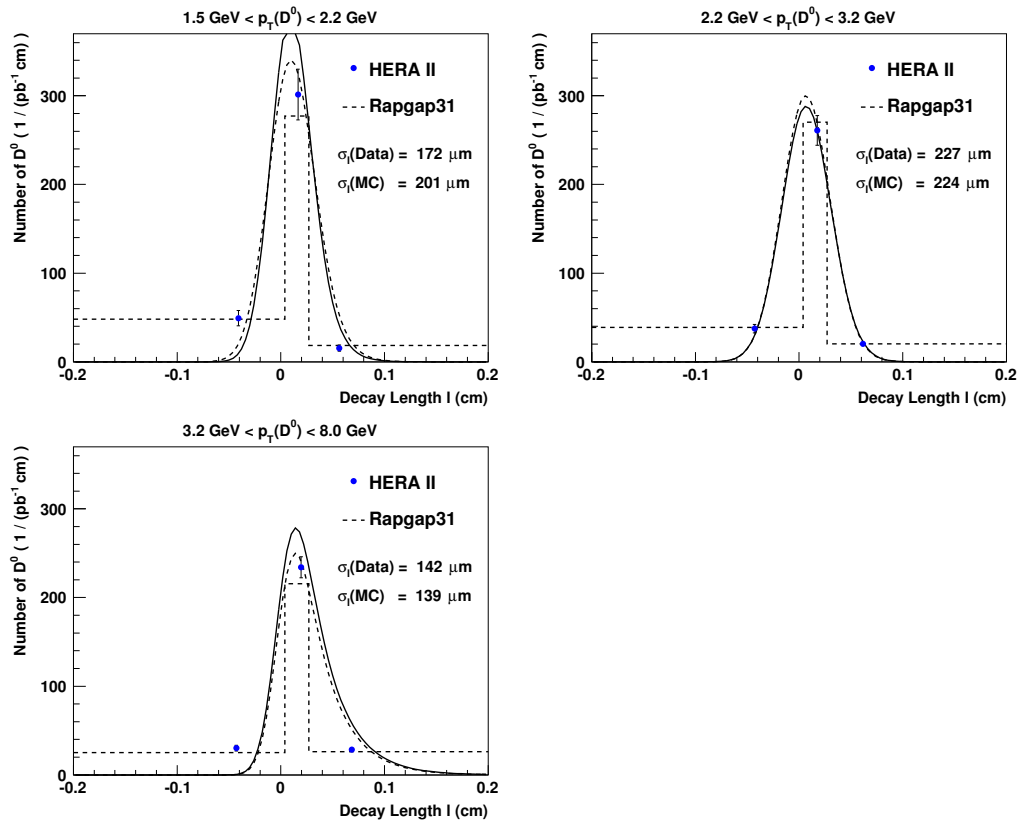 1.5 GeV < p_T(D^0) < 2.2 GeV
Number of D^0 ( 1 / (pb^-1 cm) )
300
200
100
0
HERA II
Rapgap31
σ_l(Data) = 172 μm
σ_l(MC) = 201 μm
-0.2 -0.1 0 0.1 0.2
Decay Length l (cm)
2.2 GeV < p_T(D^0) < 3.2 GeV
Number of D^0 ( 1 / (pb^-1 cm) )
300
200
100
0
HERA II
Rapgap31
σ_l(Data) = 227 μm
σ_l(MC) = 224 μm
-0.2 -0.1 0 0.1 0.2
Decay Length l (cm)
3.2 GeV < p_T(D^0) < 8.0 GeV
Number of D^0 ( 1 / (pb^-1 cm) )
300
200
100
0
HERA II
Rapgap31
σ_l(Data) = 142 μm
σ_l(MC) = 139 μm
-0.2 -0.1 0 0.1 0.2
Decay Length l (cm)